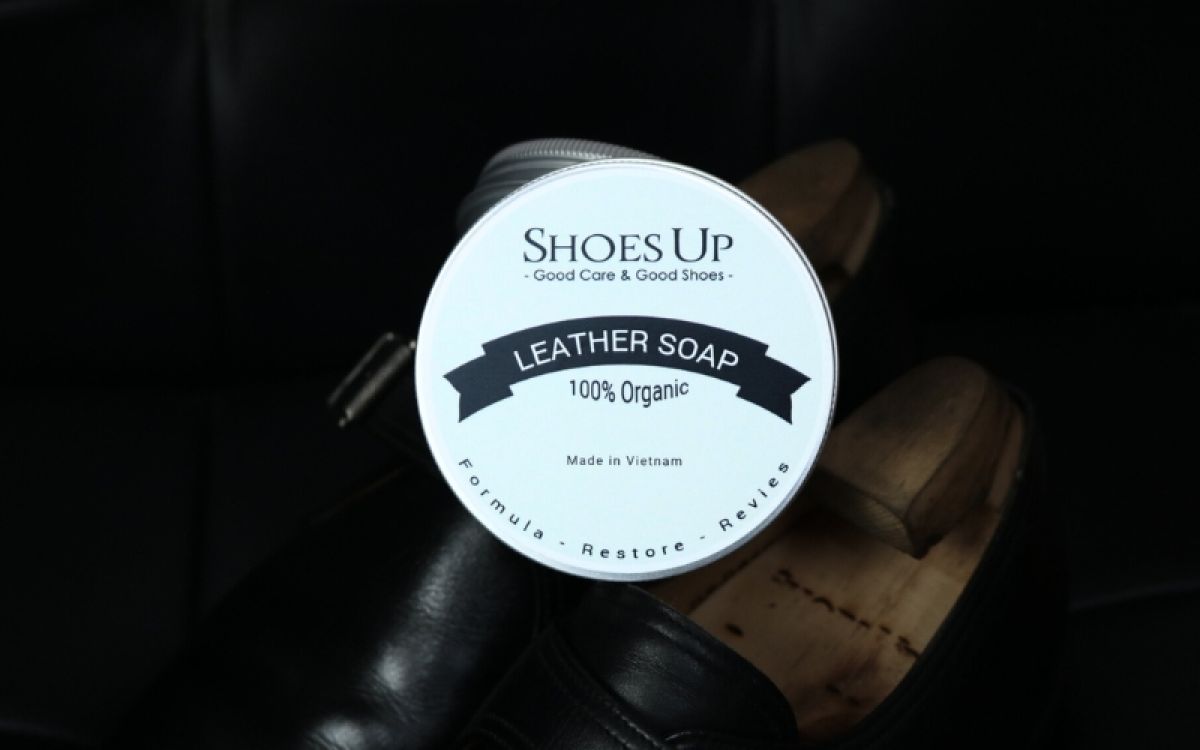 SHOES UP
- Good Care & Good Shoes -
LEATHER SOAP
100% Organic
Made in Vietnam
Formula - Restore - Revies